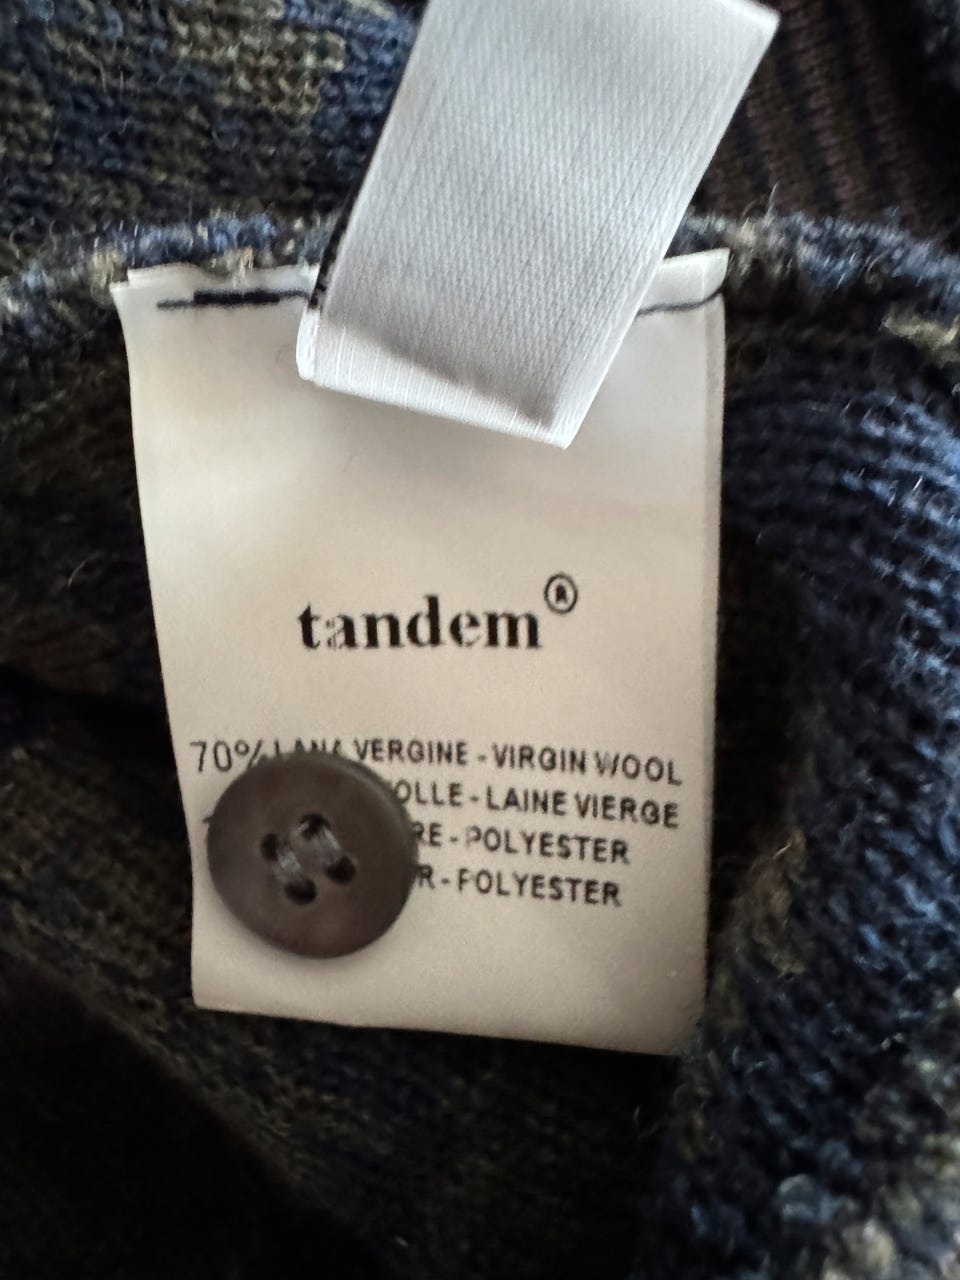 tandem®
70% LANA VERGINE - VIRGIN WOOL
OLLE - LAINE VIERGE
RE - POLYESTER
R - POLYESTER